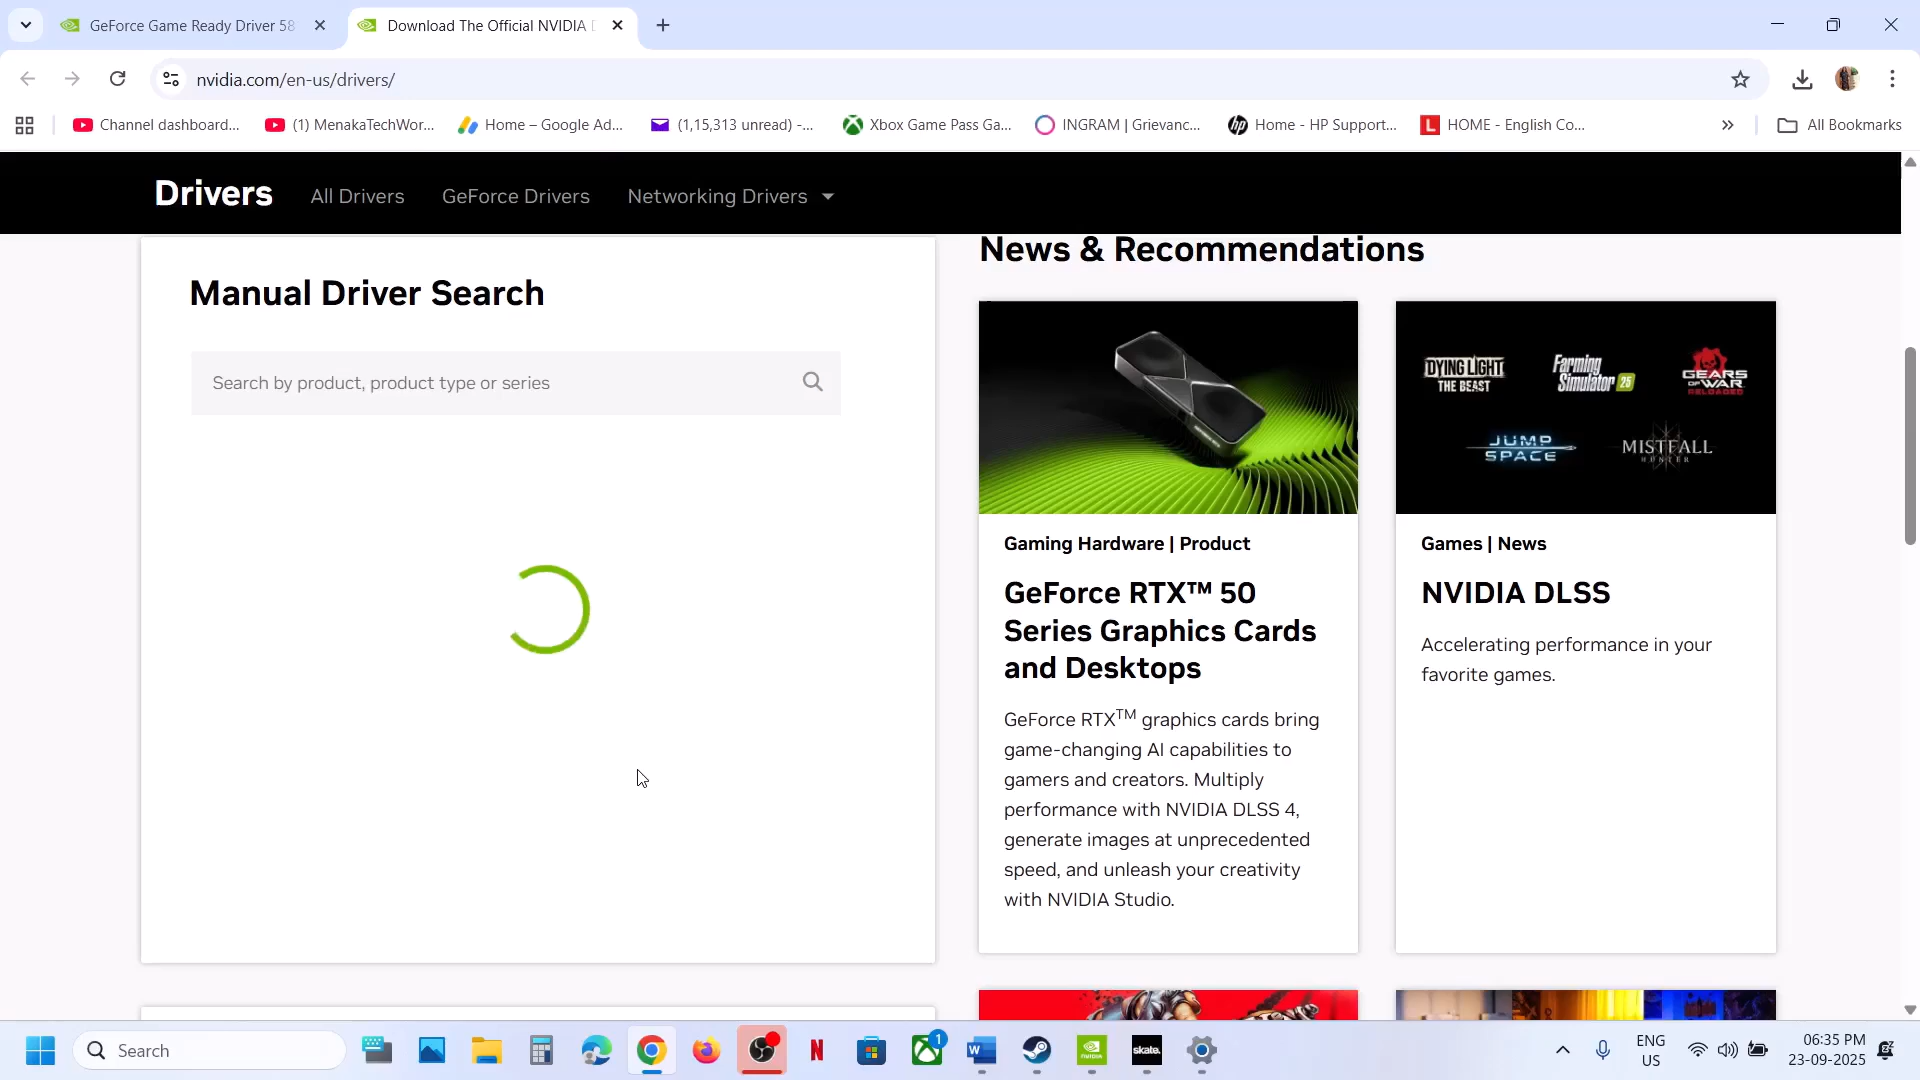 GeForce Game Ready Driver 58
Download The Official NVIDIA D
nvidia.com/en-us/drivers/
Channel dashboard...
(1) MenakaTechWor...
Home – Google Ad...
(1,15,313 unread) -...
Xbox Game Pass Ga...
INGRAM | Grievanc...
Home - HP Support...
HOME - English Co...
All Bookmarks
Drivers
All Drivers
GeForce Drivers
Networking Drivers
Manual Driver Search
Search by product, product type or series
News & Recommendations
DYING LIGHT
THE BEAST
Farming
Simulator 25
GEARS
OF WAR
RELOADED
JUMP
SPACE
MISTFALL
HUNTER
Gaming Hardware | Product
GeForce RTX™ 50
Series Graphics Cards
and Desktops
GeForce RTX™ graphics cards bring
game-changing AI capabilities to
gamers and creators. Multiply
performance with NVIDIA DLSS 4,
generate images at unprecedented
speed, and unleash your creativity
with NVIDIA Studio.
Games | News
NVIDIA DLSS
Accelerating performance in your
favorite games.
Search
1
skate.
ENG
US
06:35 PM
23-09-2025